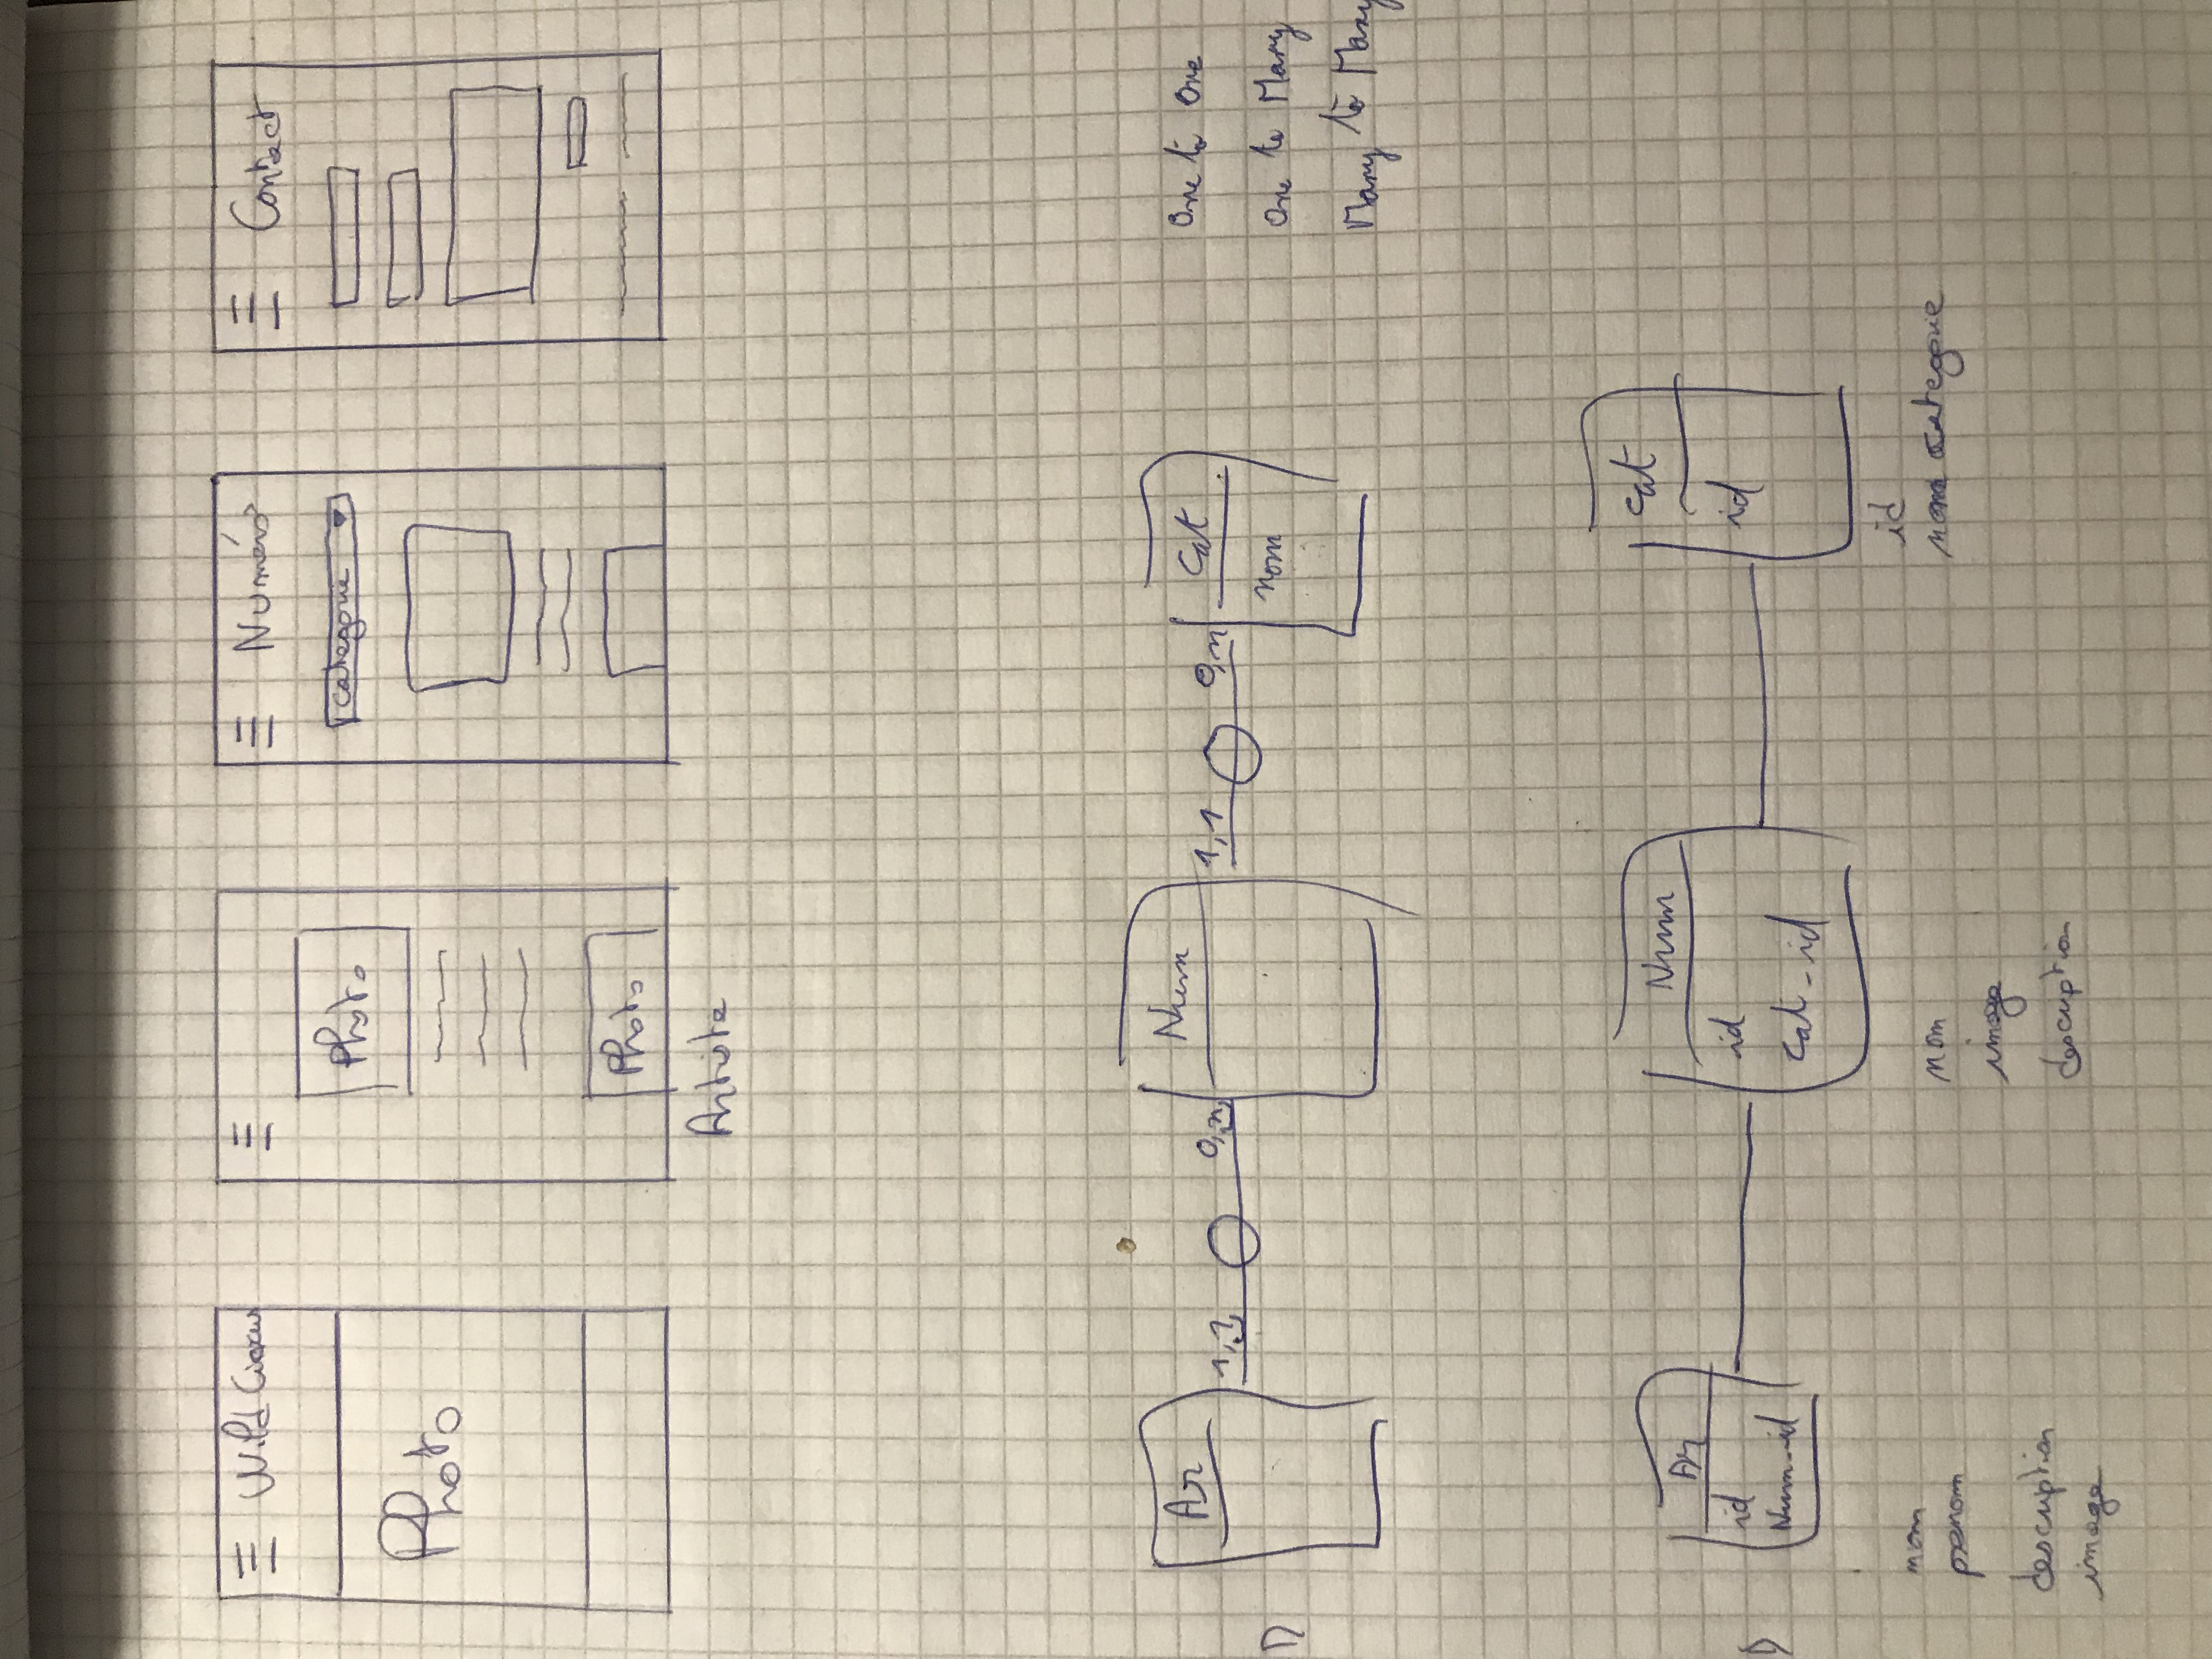 Wild Circus
Photo
Photo
Photo
Artiste
Numéro
categorie
Contact
Ar
1,1
0,n
Num
1,1
0,n
Cat
nom
One to One
One to Many
Many to Many
Ar
id
Num_id
Num
id
Cat_id
Cat
id
nom
prenom
description
image
nom
image
description
id
nom categorie